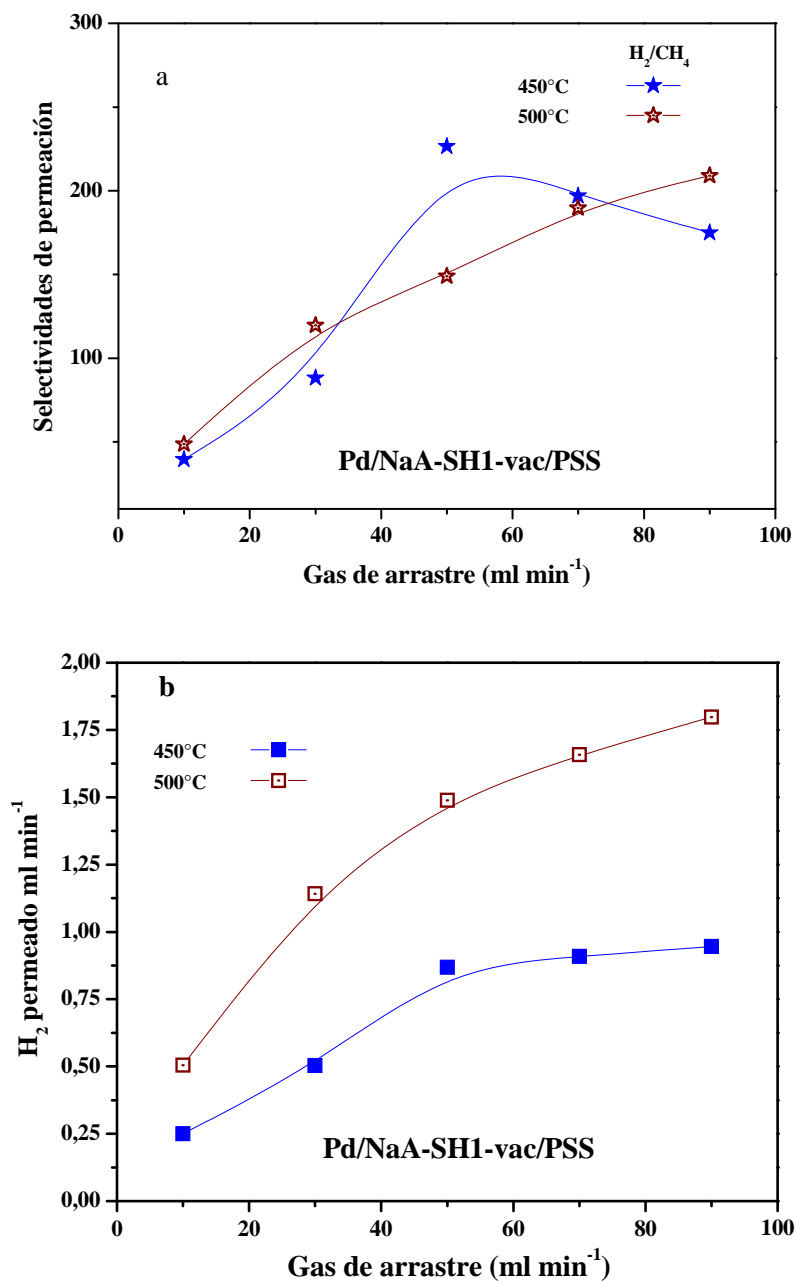 300
a
H₂/CH₄
450°C
500°C
200
100
Selectividades de permeación
Pd/NaA-SH1-vac/PSS
0 20 40 60 80 100
Gas de arrastre (ml min⁻¹)
2,00
b
1,75
450°C
500°C
1,50
1,25
1,00
0,75
0,50
0,25
0,00
H₂ permeado ml min⁻¹
Pd/NaA-SH1-vac/PSS
0 20 40 60 80 100
Gas de arrastre (ml min⁻¹)